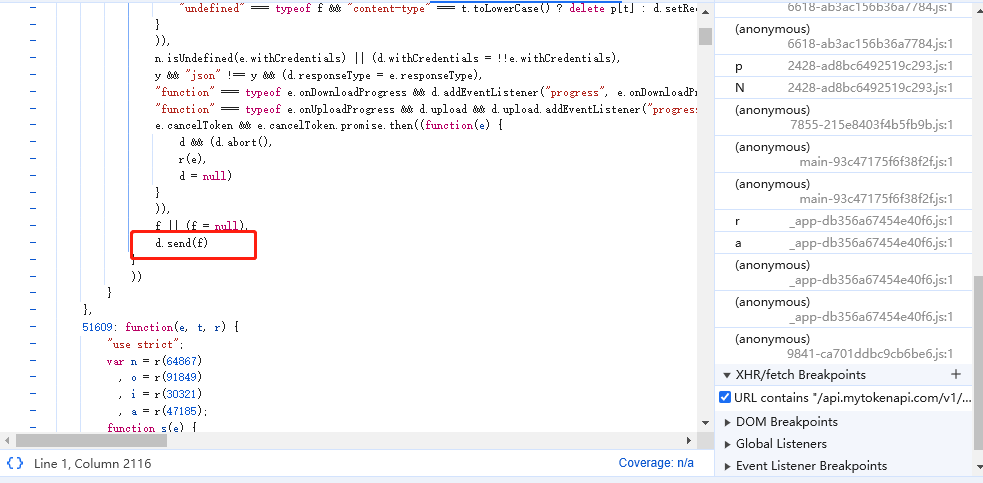 "undefined" === typeof f && "content-type" === t.toLowerCase() ? delete p[t] : d.setRec
}
)),
n.isUndefined(e.withCredentials) || (d.withCredentials = !!e.withCredentials),
y && "json" !== y && (d.responseType = e.responseType),
"function" === typeof e.onDownloadProgress && d.addEventListener("progress", e.onDownloadPro
"function" === typeof e.onUploadProgress && d.upload && d.upload.addEventListener("progress
e.cancelToken && e.cancelToken.promise.then((function(e) {
d && (d.abort(),
r(e),
d = null)
}
)),
f || (f = null),
d.send(f)
}
))
}
},
51609: function(e, t, r) {
"use strict";
var n = r(64867)
, o = r(91849)
, i = r(30321)
, a = r(47185);
function s(e) {
{} Line 1, Column 2116
Coverage: n/a
6618-ab3ac156b36a7784.js:1
(anonymous)
6618-ab3ac156b36a7784.js:1
p 2428-ad8bc6492519c293.js:1
N 2428-ad8bc6492519c293.js:1
(anonymous)
7855-215e8403f4b5fb9b.js:1
(anonymous)
main-93c47175f6f38f2f.js:1
(anonymous)
main-93c47175f6f38f2f.js:1
r _app-db356a67454e40f6.js:1
a _app-db356a67454e40f6.js:1
(anonymous)
_app-db356a67454e40f6.js:1
(anonymous)
_app-db356a67454e40f6.js:1
(anonymous)
9841-ca701ddbc9cb6be6.js:1
XHR/fetch Breakpoints +
URL contains "/api.mytokenapi.com/v1/...
DOM Breakpoints
Global Listeners
Event Listener Breakpoints